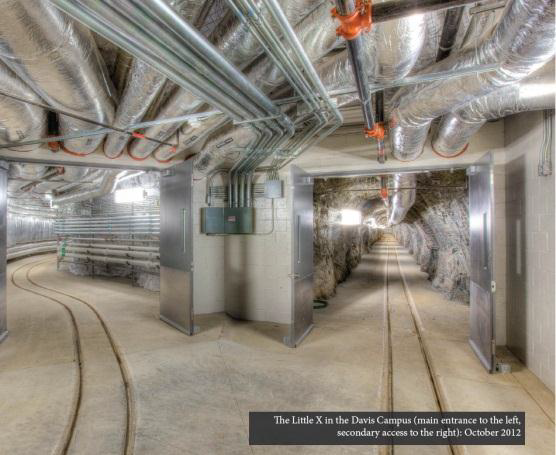 The Little X in the Davis Campus (main entrance to the left,
secondary access to the right): October 2012